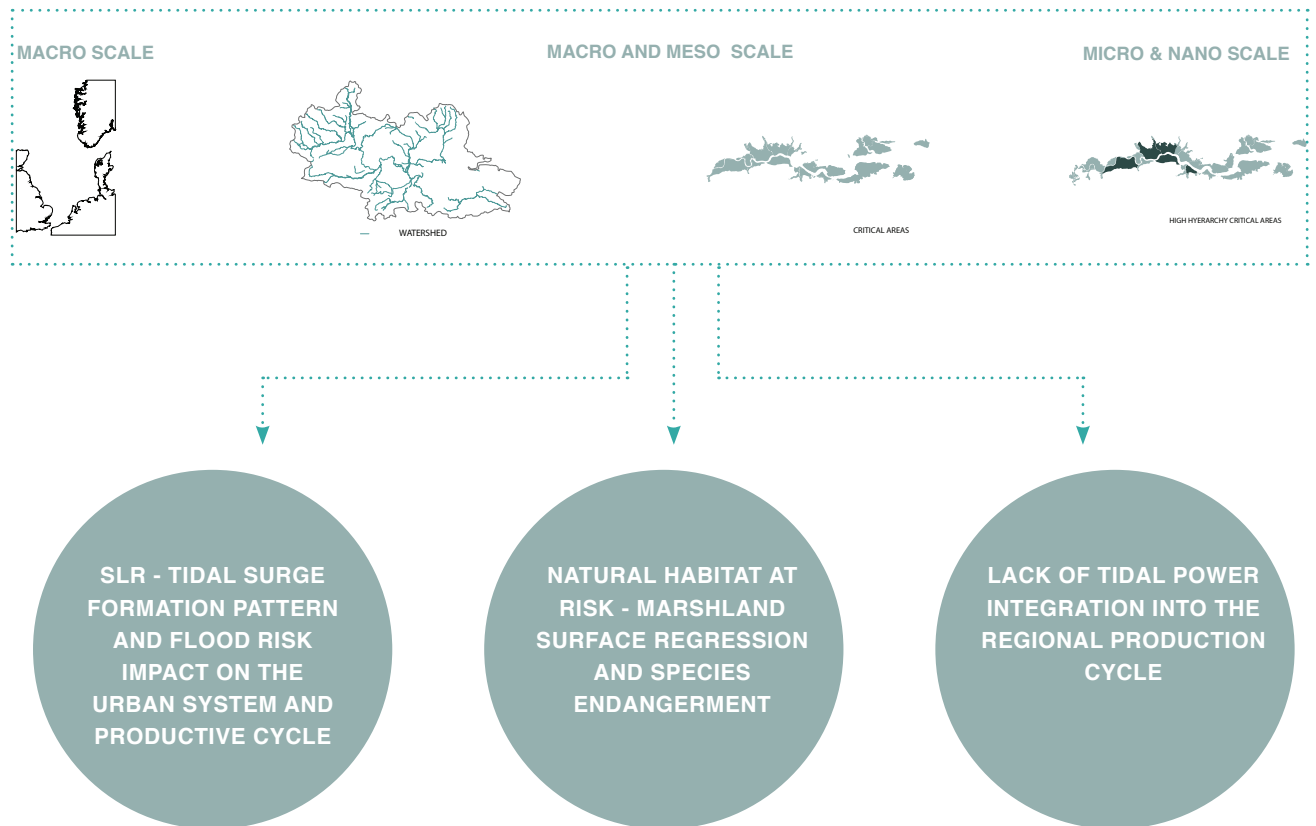 MACRO SCALE
MACRO AND MESO SCALE
MICRO & NANO SCALE
WATERSHED
CRITICAL AREAS
HIGH HYERARCHY CRITICAL AREAS
SLR - TIDAL SURGE
FORMATION PATTERN
AND FLOOD RISK
IMPACT ON THE
URBAN SYSTEM AND
PRODUCTIVE CYCLE
NATURAL HABITAT AT
RISK - MARSHLAND
SURFACE REGRESSION
AND SPECIES
ENDANGERMENT
LACK OF TIDAL POWER
INTEGRATION INTO THE
REGIONAL PRODUCTION
CYCLE